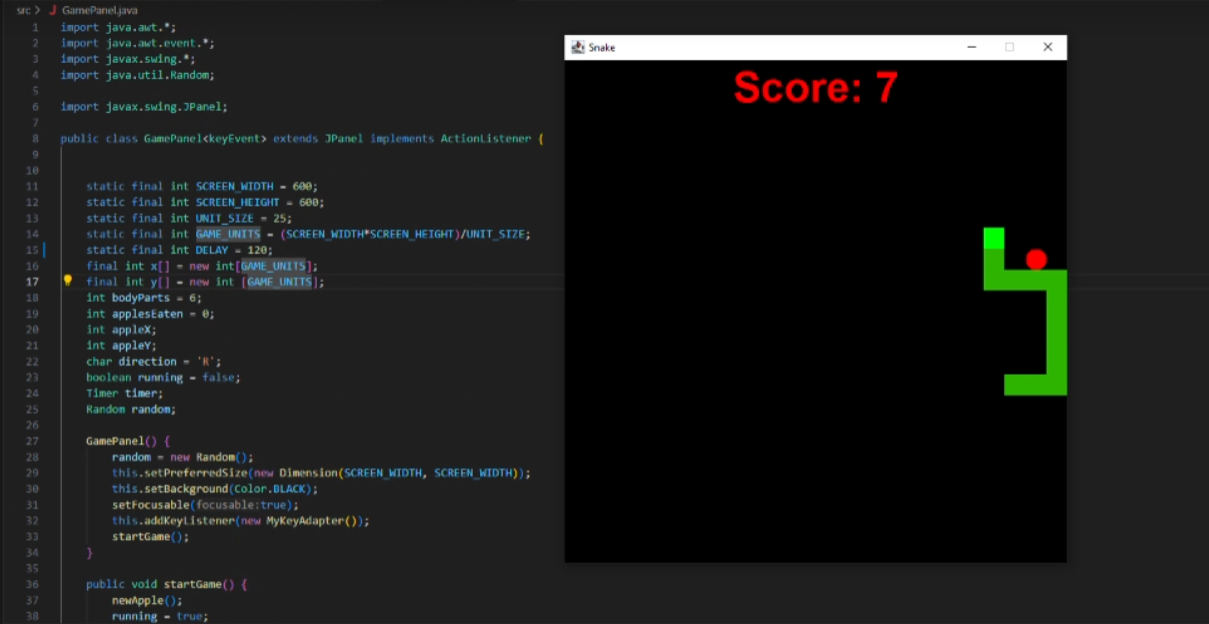 src > J GamePanel.java
1 import java.awt.*;
2 import java.awt.event.*;
3 import javax.swing.*;
4 import java.util.Random;
5
6 import javax.swing.JPanel;
7
8 public class GamePanel<keyEvent> extends JPanel implements ActionListener {
9
10
11 static final int SCREEN_WIDTH = 600;
12 static final int SCREEN_HEIGHT = 600;
13 static final int UNIT_SIZE = 25;
14 static final int GAME_UNITS = (SCREEN_WIDTH*SCREEN_HEIGHT)/UNIT_SIZE;
15 static final int DELAY = 120;
16 final int x[] = new int[GAME_UNITS];
17 final int y[] = new int [GAME_UNITS];
18 int bodyParts = 6;
19 int applesEaten = 0;
20 int appleX;
21 int appleY;
22 char direction = 'R';
23 boolean running = false;
24 Timer timer;
25 Random random;
26
27 GamePanel() {
28 random = new Random();
29 this.setPreferredSize(new Dimension(SCREEN_WIDTH, SCREEN_WIDTH));
30 this.setBackground(Color.BLACK);
31 setFocusable(focusable:true);
32 this.addKeyListener(new MyKeyAdapter());
33 startGame();
34 }
35
36 public void startGame() {
37 newApple();
38 running = true;
Snake
Score: 7